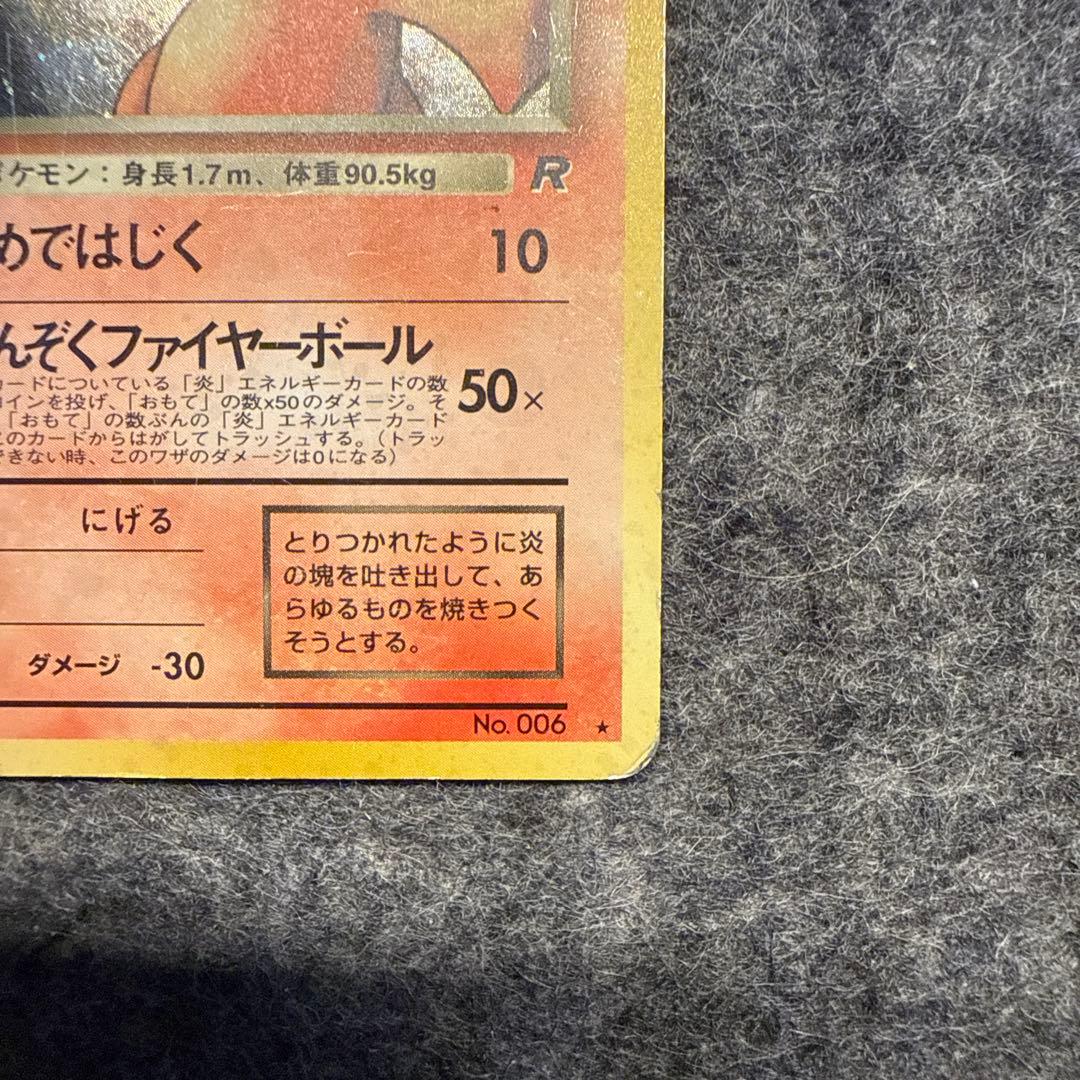 ケモン：身長1.7m、体重90.5kg R
めではじく 10
んぞくファイヤーボール
カードについている「炎」エネルギーカードの数
コインを投げ、「おもて」の数x50のダメージ。そ
「おもて」の数ぶんの「炎」エネルギーカード
このカードからはがしてトラッシュする。（トラッ
できない時、このワザのダメージは0になる）
50×
にげる
ダメージ -30
とりつかれたように炎
の塊を吐き出して、あ
らゆるものを焼きつく
そうとする。
No. 006 ★